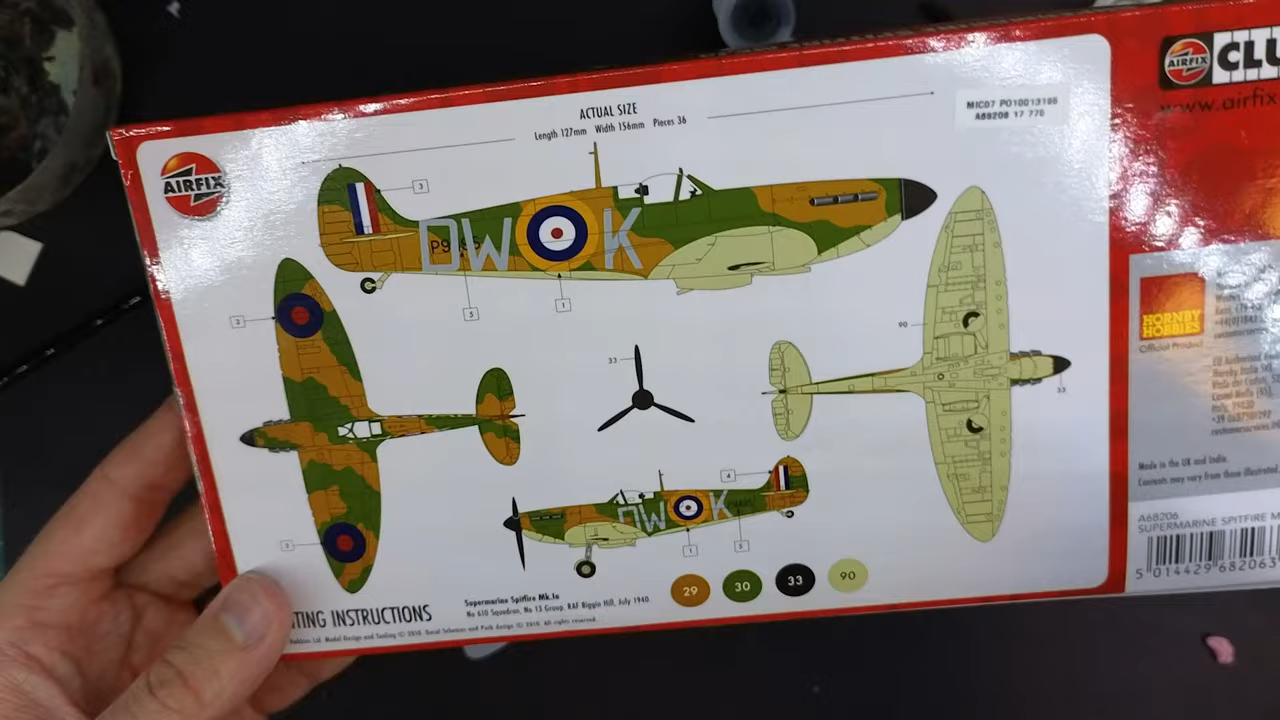 ACTUAL SIZE
Length 127mm Width 156mm Pieces 36
MIC07 PO10013106
A68206 17 770
AIRFIX
CLU
www.airfix
AIRFIX
3
DW K
5
1
2
33
90
33
HORNBY
HOBBIES
Official Product
Made in the UK and India.
Contents may vary from those illustrated.
4
DW K
2
1
5
29
30
33
90
TING INSTRUCTIONS
Supermarine Spitfire Mk.Ia
No 610 Squadron, No 13 Group, RAF Biggin Hill, July 1940.
A68206
SUPERMARINE SPITFIRE M
5 014429 682063